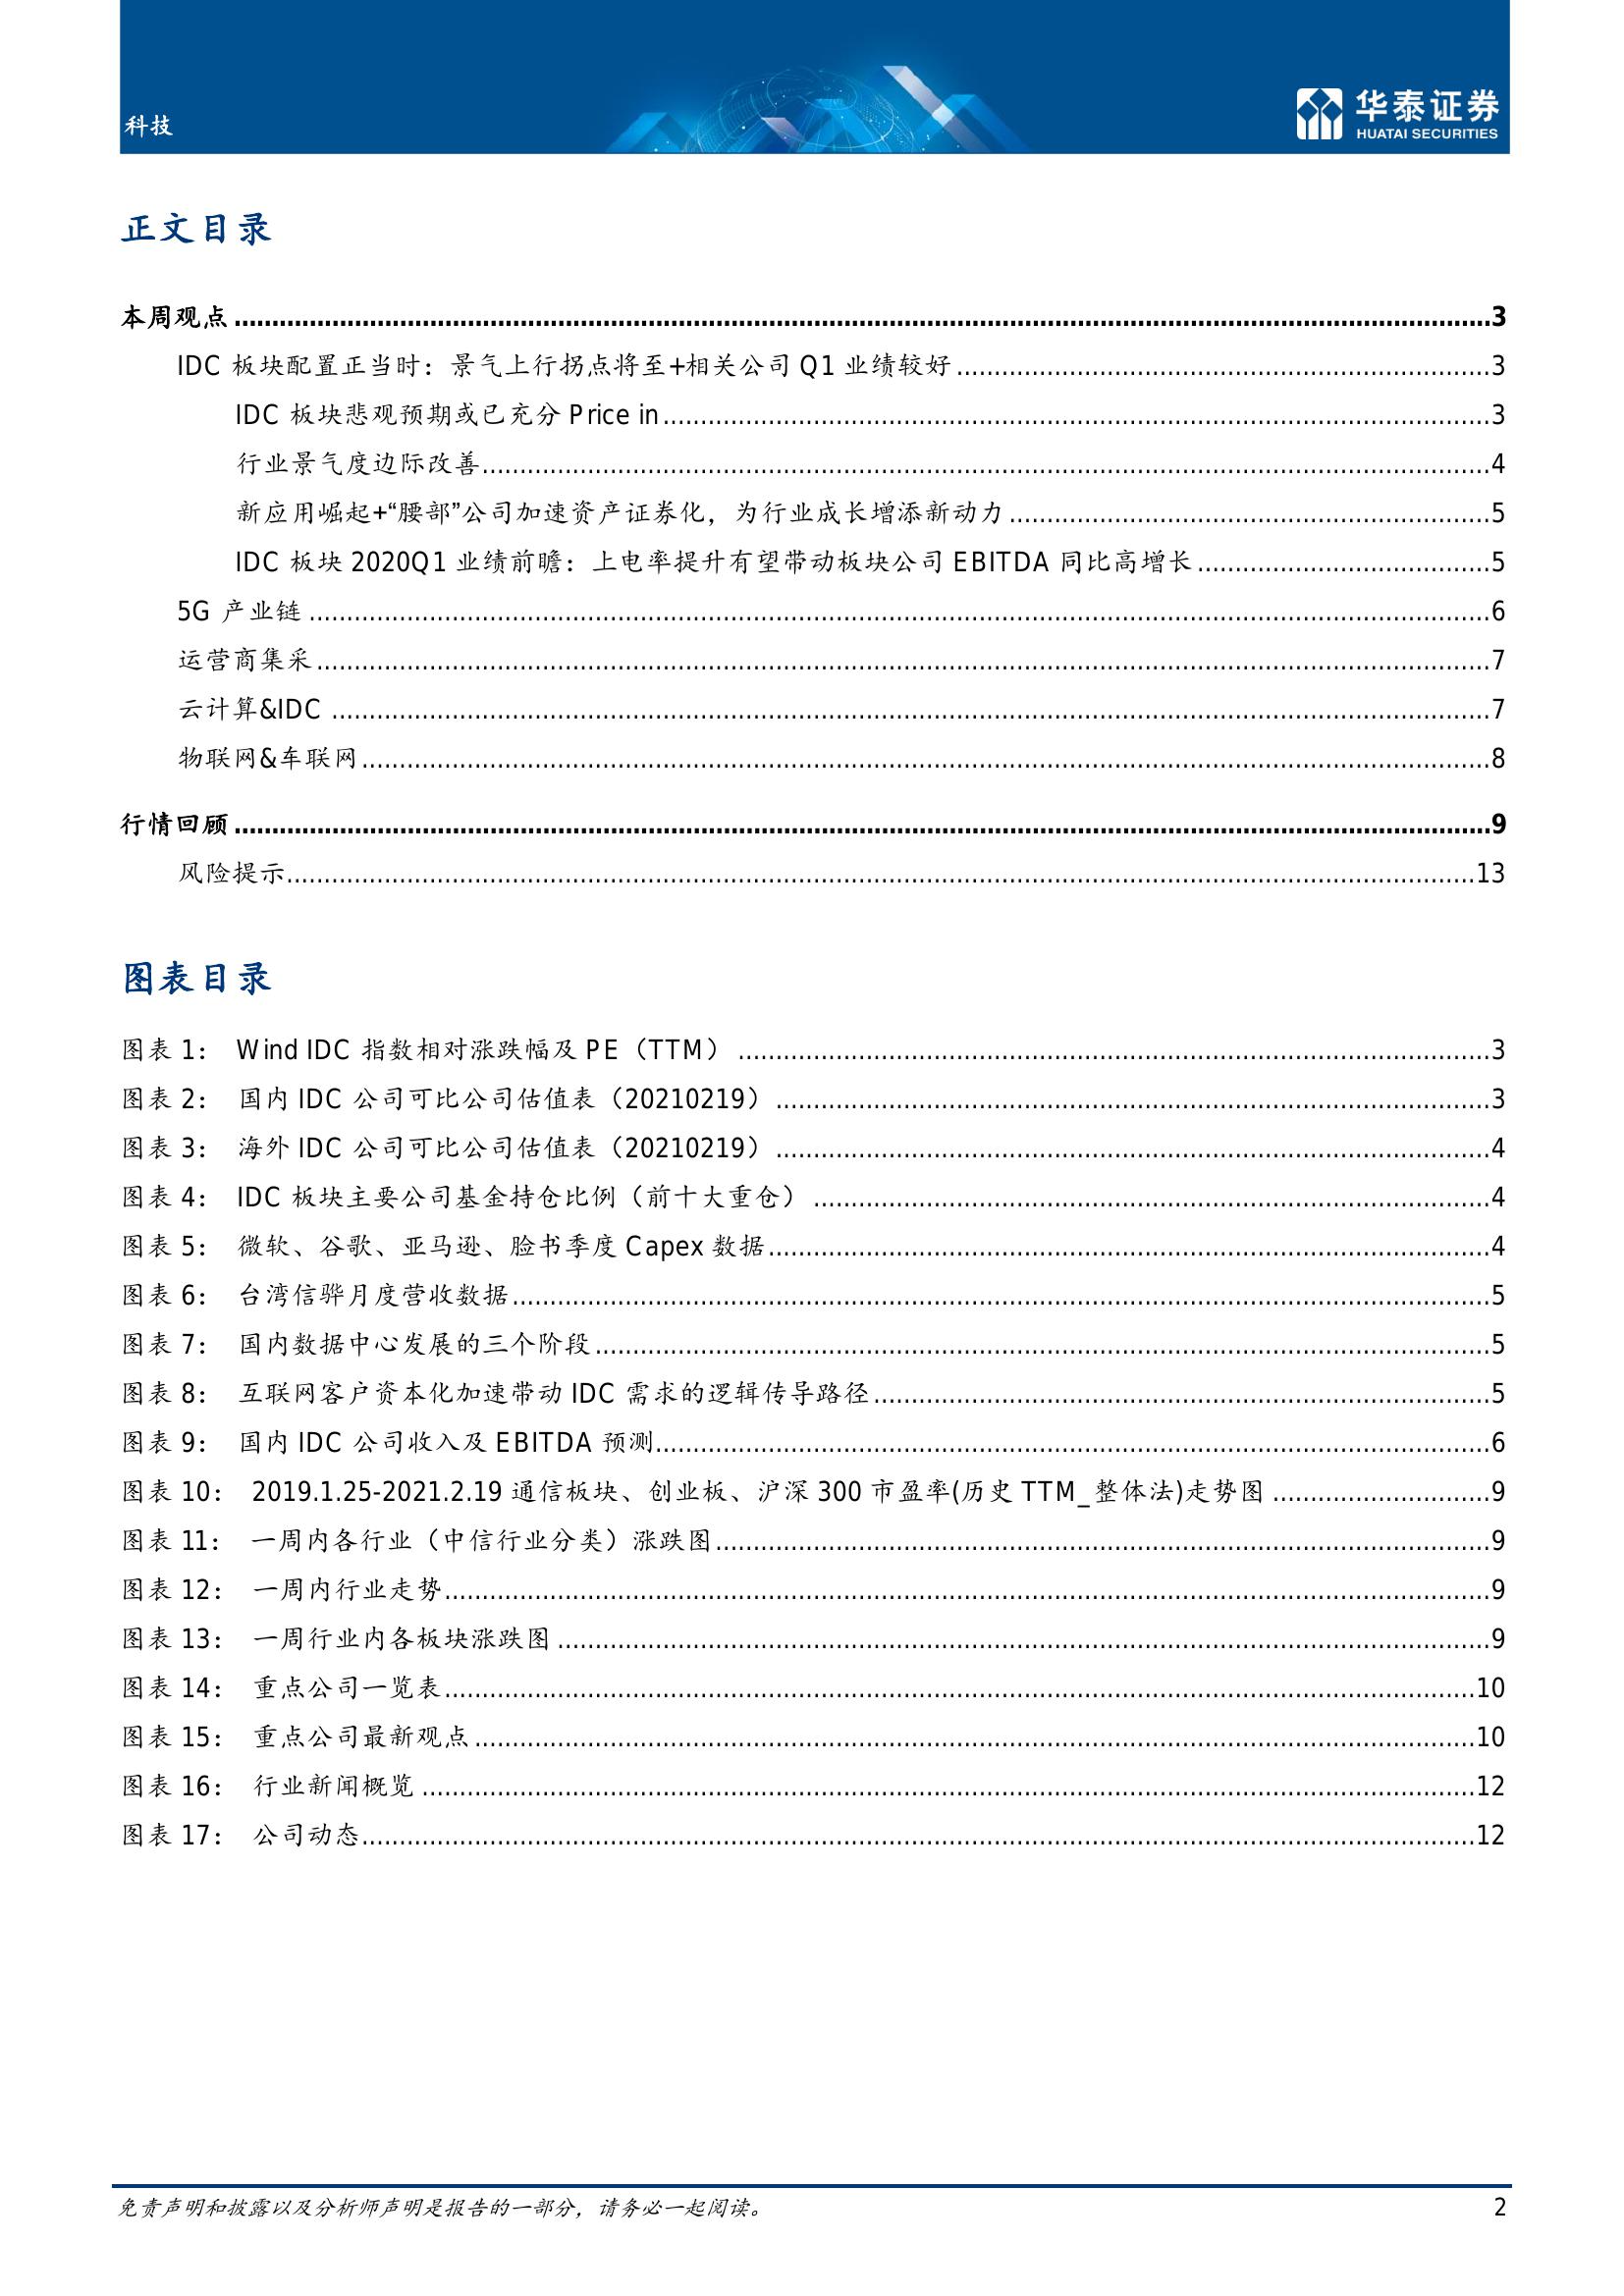 科技
华泰证券
HUATAI SECURITIES
正文目录
本周观点................................................................3
IDC 板块配置正当时：景气上行拐点将至+相关公司 Q1 业绩较好................................................................3
IDC 板块悲观预期或已充分 Price in................................................................3
行业景气度边际改善................................................................4
新应用崛起+“腰部”公司加速资产证券化，为行业成长增添新动力................................................................5
IDC 板块 2020Q1 业绩前瞻：上电率提升有望带动板块公司 EBITDA 同比高增长................................................................5
5G 产业链................................................................6
运营商集采................................................................7
云计算&IDC................................................................7
物联网&车联网................................................................8
行情回顾................................................................9
风险提示................................................................13
图表目录
图表 1： Wind IDC 指数相对涨跌幅及 PE（TTM）................................................................3
图表 2： 国内 IDC 公司可比公司估值表（20210219）................................................................3
图表 3： 海外 IDC 公司可比公司估值表（20210219）................................................................4
图表 4： IDC 板块主要公司基金持仓比例（前十大重仓）................................................................4
图表 5： 微软、谷歌、亚马逊、脸书季度 Capex 数据................................................................4
图表 6： 台湾信骅月度营收数据................................................................5
图表 7： 国内数据中心发展的三个阶段................................................................5
图表 8： 互联网客户资本化加速带动 IDC 需求的逻辑传导路径................................................................5
图表 9： 国内 IDC 公司收入及 EBITDA 预测................................................................6
图表 10： 2019.1.25-2021.2.19 通信板块、创业板、沪深 300 市盈率(历史 TTM_整体法)走势图................................................................9
图表 11： 一周内各行业（中信行业分类）涨跌图................................................................9
图表 12： 一周内行业走势................................................................9
图表 13： 一周行业内各板块涨跌图................................................................9
图表 14： 重点公司一览表................................................................10
图表 15： 重点公司最新观点................................................................10
图表 16： 行业新闻概览................................................................12
图表 17： 公司动态................................................................12
免责声明和披露以及分析师声明是报告的一部分，请务必一起阅读。 2